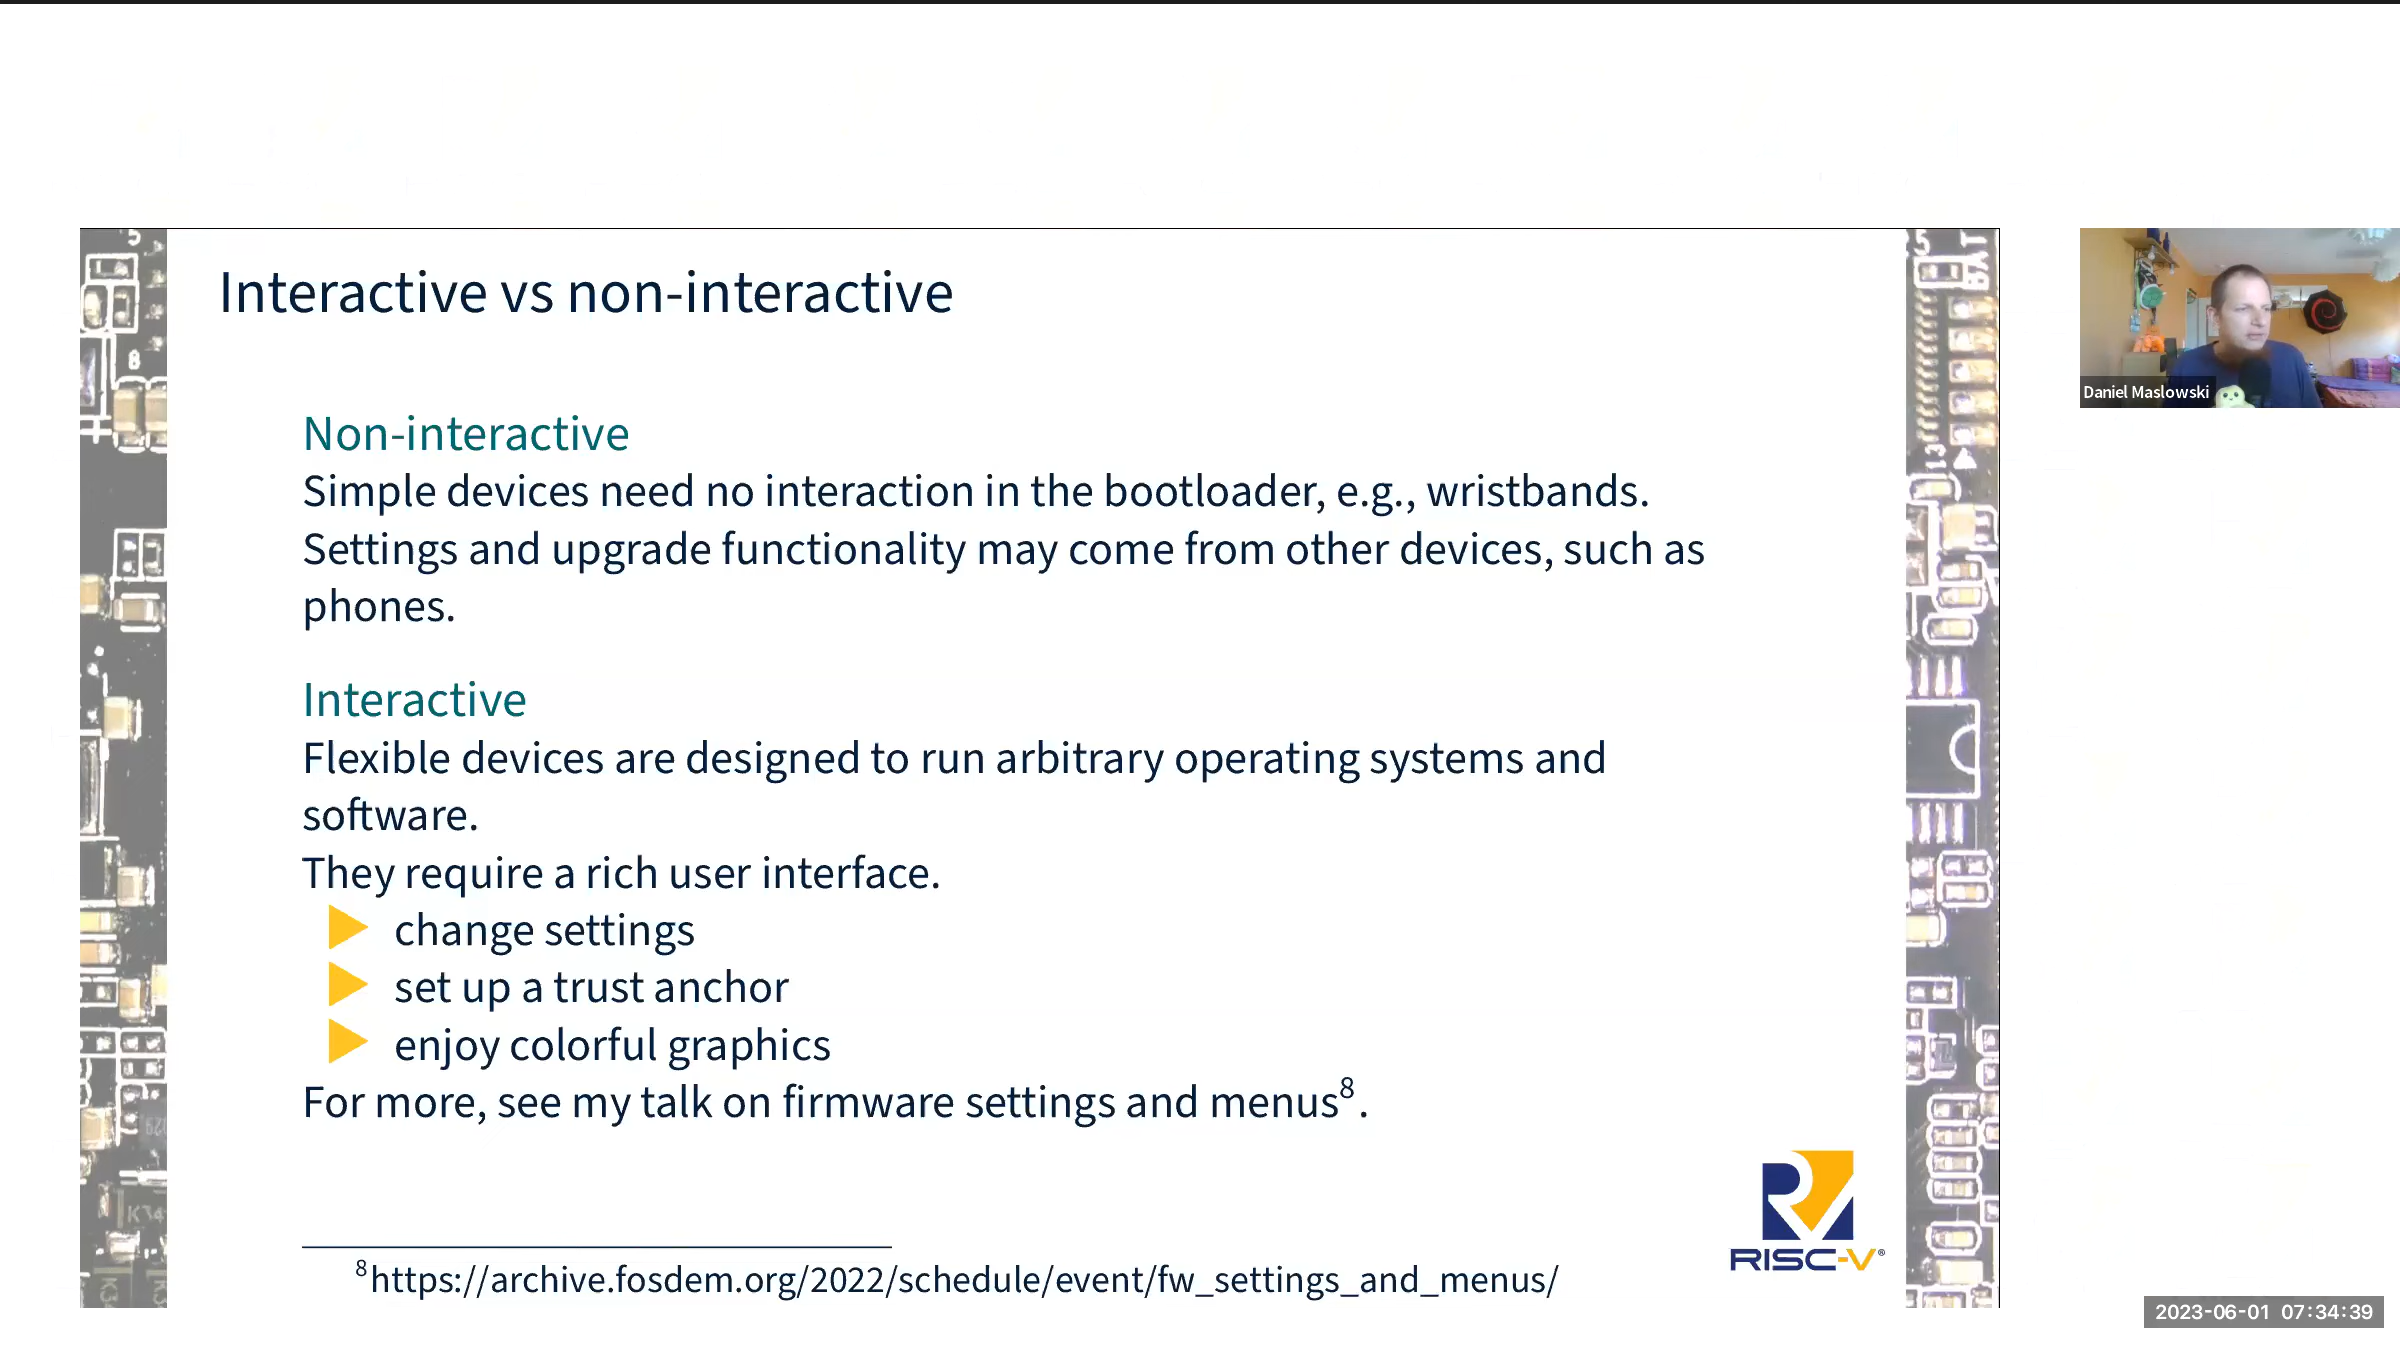 Interactive vs non-interactive
Non-interactive
Simple devices need no interaction in the bootloader, e.g., wristbands.
Settings and upgrade functionality may come from other devices, such as
phones.
Interactive
Flexible devices are designed to run arbitrary operating systems and
software.
They require a rich user interface.
change settings
set up a trust anchor
enjoy colorful graphics
For more, see my talk on firmware settings and menus⁸.
RISC-V®
⁸https://archive.fosdem.org/2022/schedule/event/fw_settings_and_menus/
Daniel Maslowski
2023-06-01 07:34:39
5
8
BAT
13